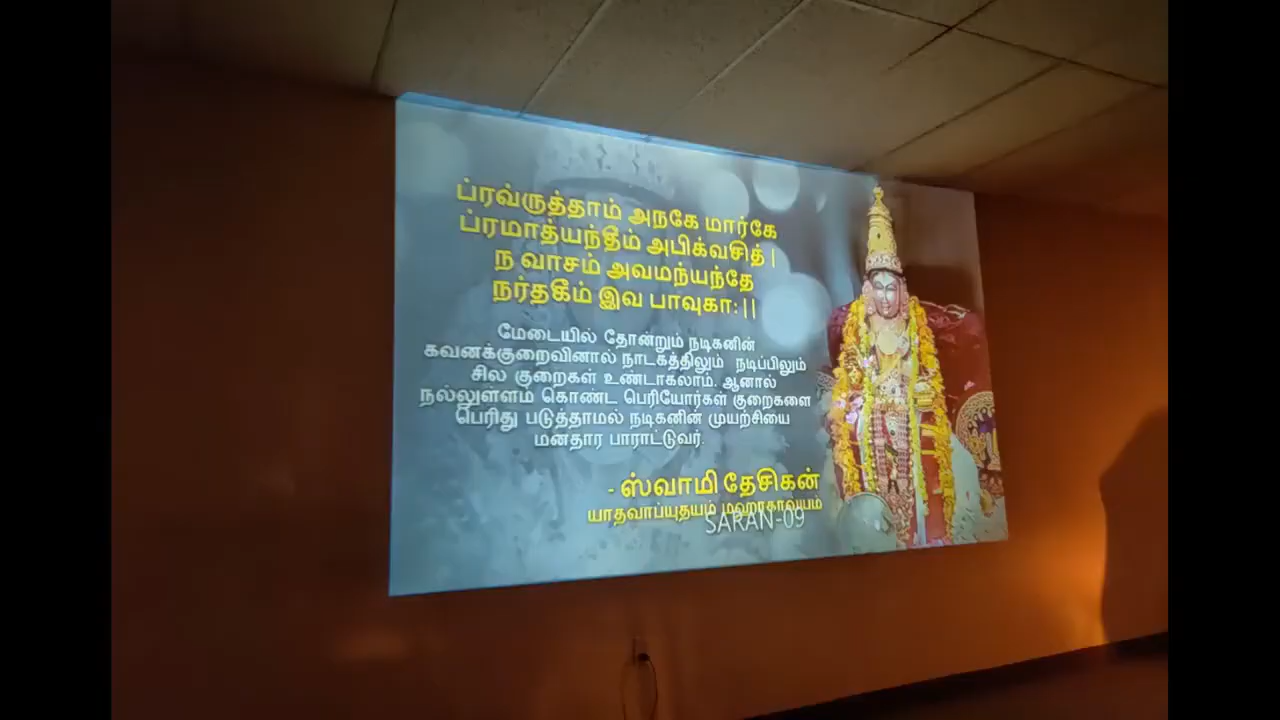 ப்ரவ்ருத்தாம் அநகே மார்கே
ப்ரமாத்யந்தீம் அபிக்வசித் |
ந வாசம் அவமந்யந்தே
நர்தகீம் இவ பாவுகா: ||
மேடையில் தோன்றும் நடிகனின்
கவனக்குறைவினால் நாடகத்திலும் நடிப்பிலும்
சில குறைகள் உண்டாகலாம். ஆனால்
நல்லுள்ளம் கொண்ட பெரியோர்கள் குறைகளை
பெரிது படுத்தாமல் நடிகனின் முயற்சியை
மனதார பாராட்டுவர்.
- ஸ்வாமி தேசிகன்
யாதவாப்யுதயம் மஹாகாவ்யம்
SARAN-09